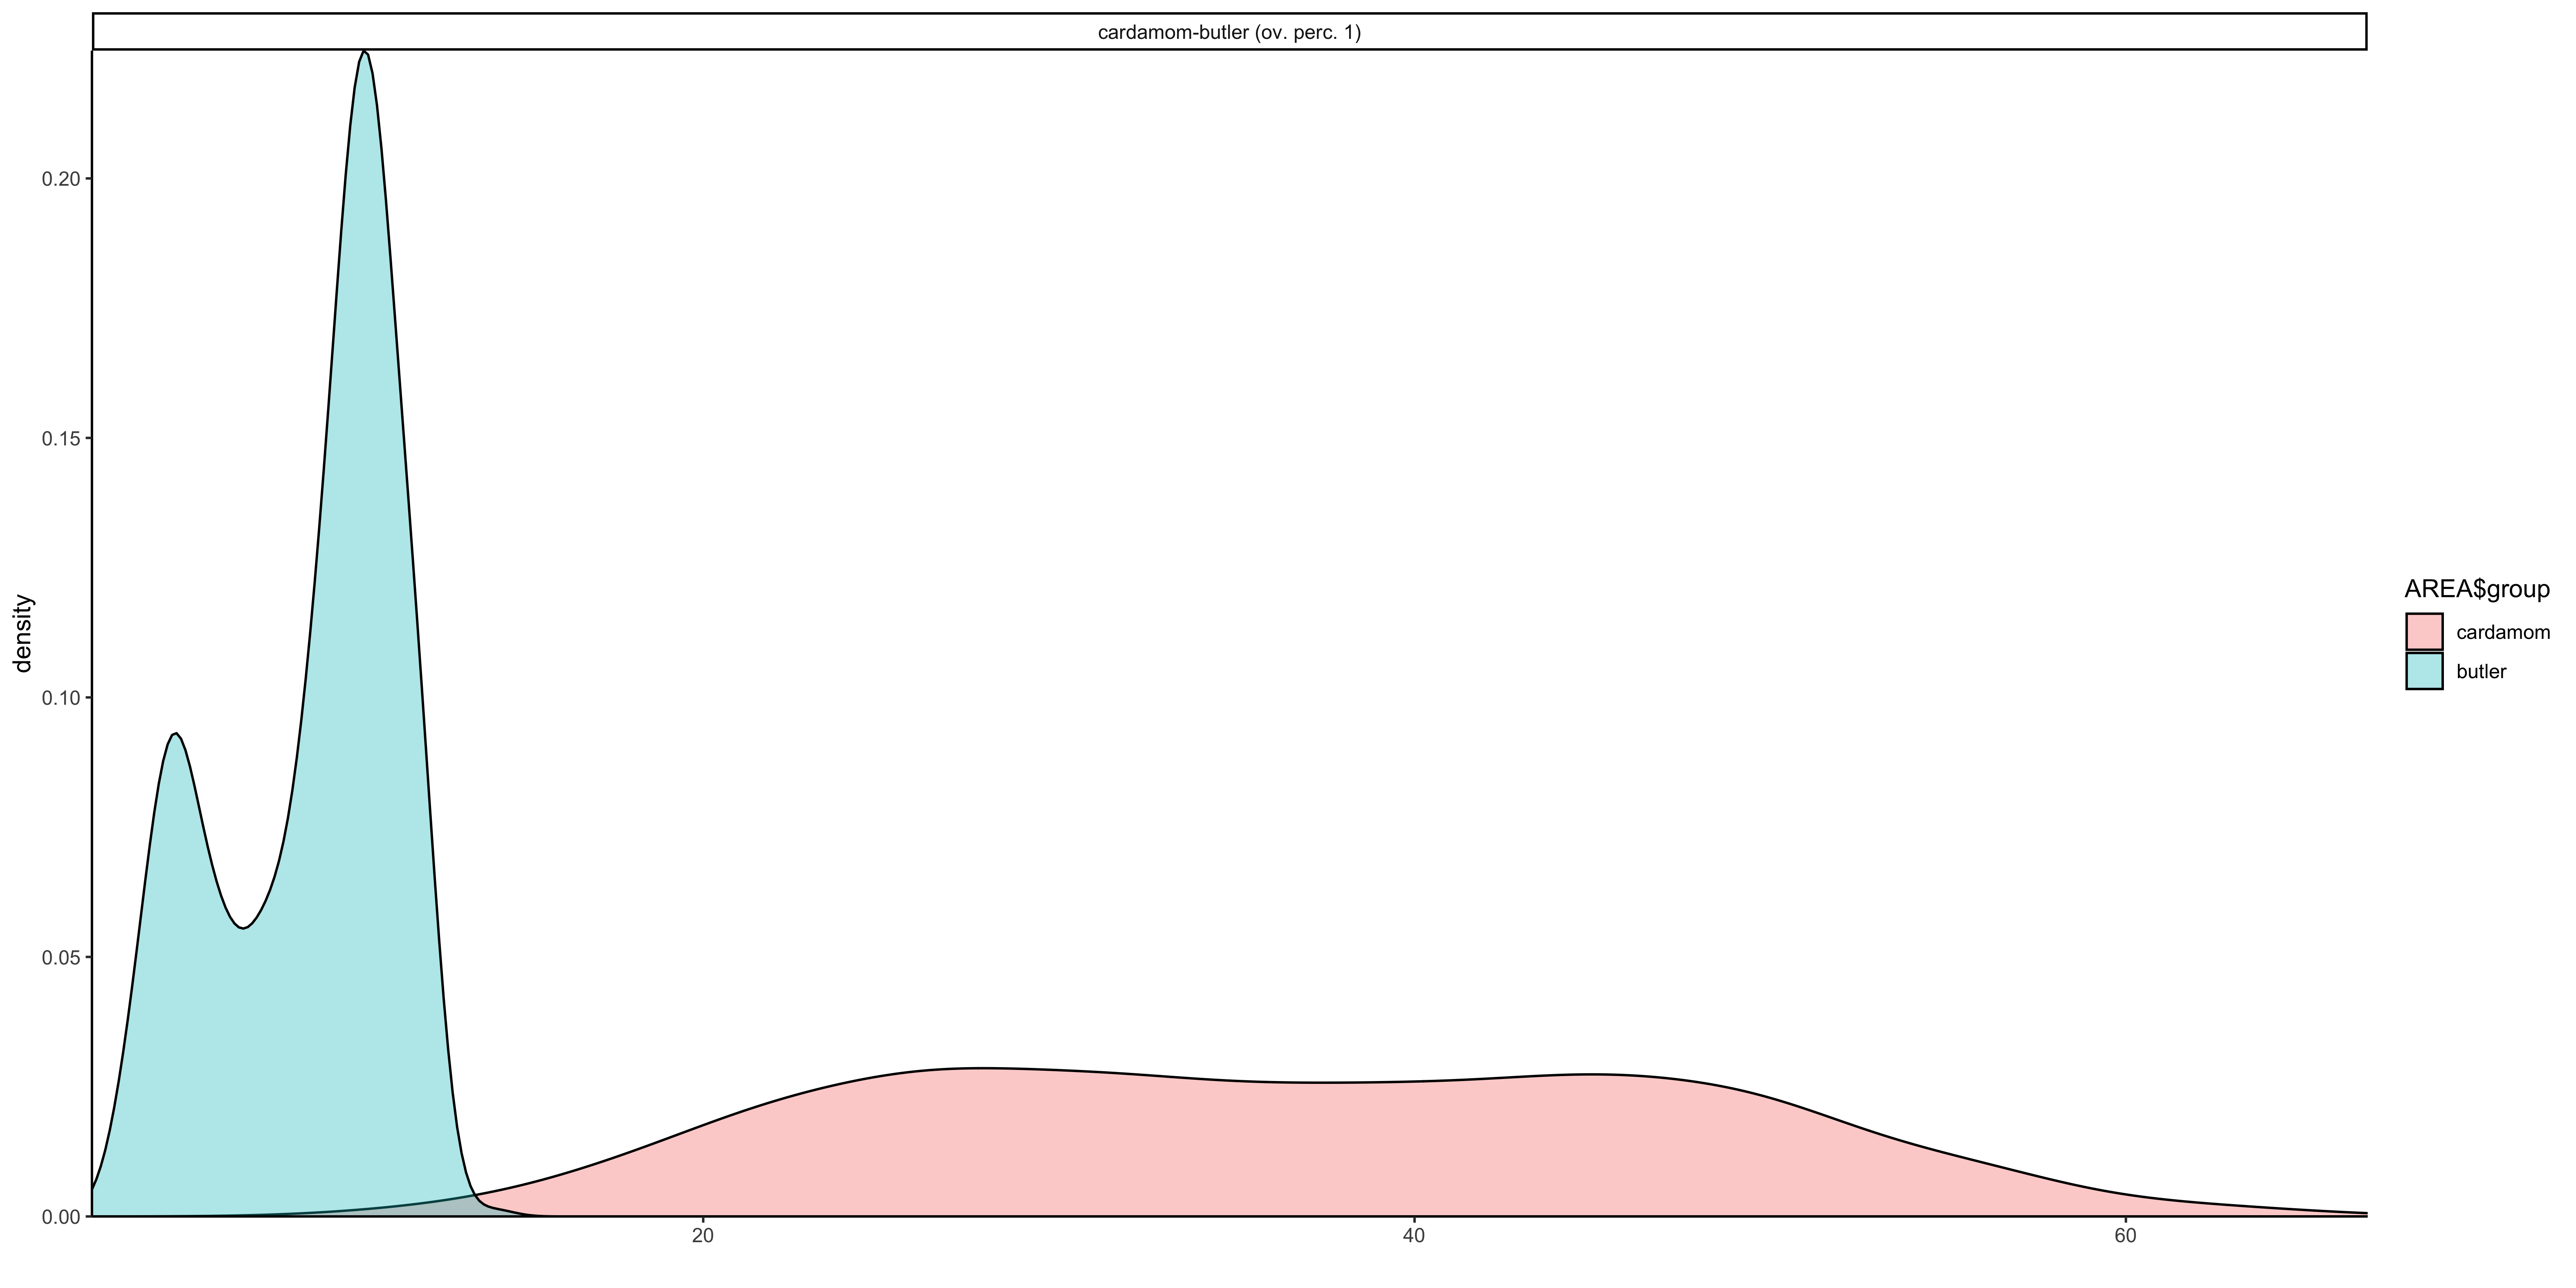 cardamom-butler (ov. perc. 1)
0.20
0.15
0.10
0.05
0.00
density
20 40 60
AREA$group
cardamom
butler